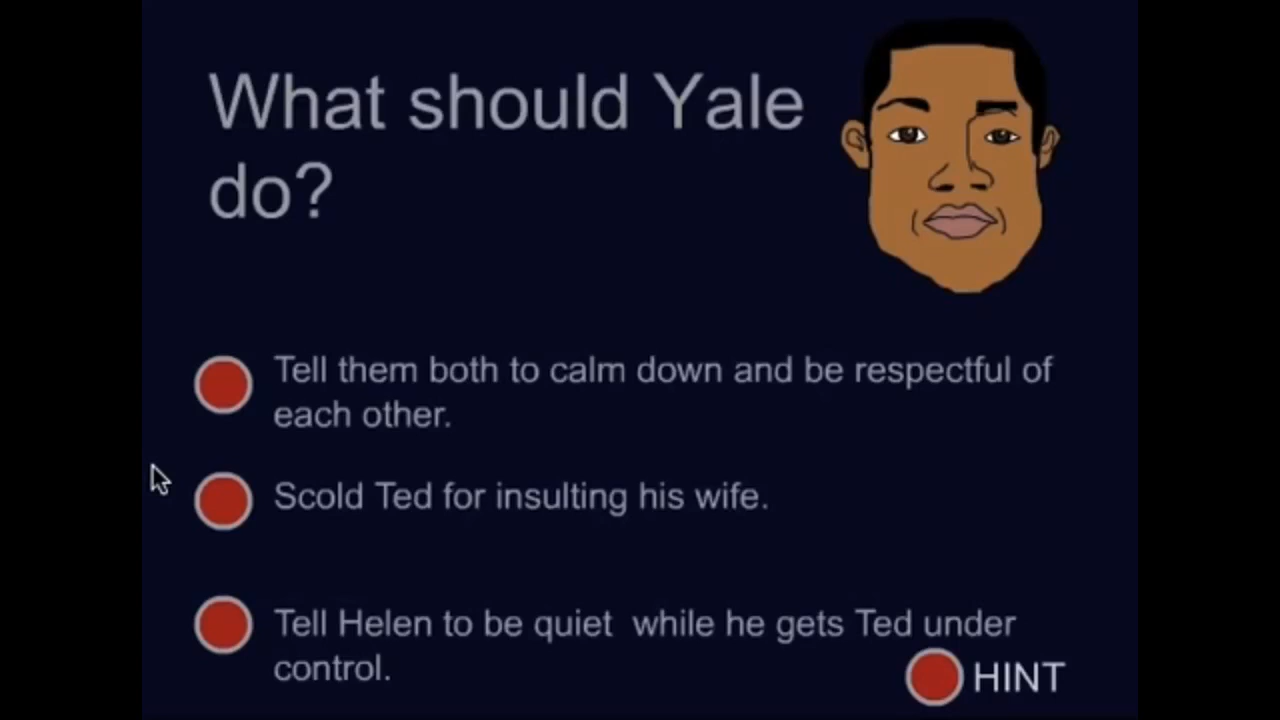 What should Yale
do?
Tell them both to calm down and be respectful of
each other.
Scold Ted for insulting his wife.
Tell Helen to be quiet  while he gets Ted under
control.
HINT